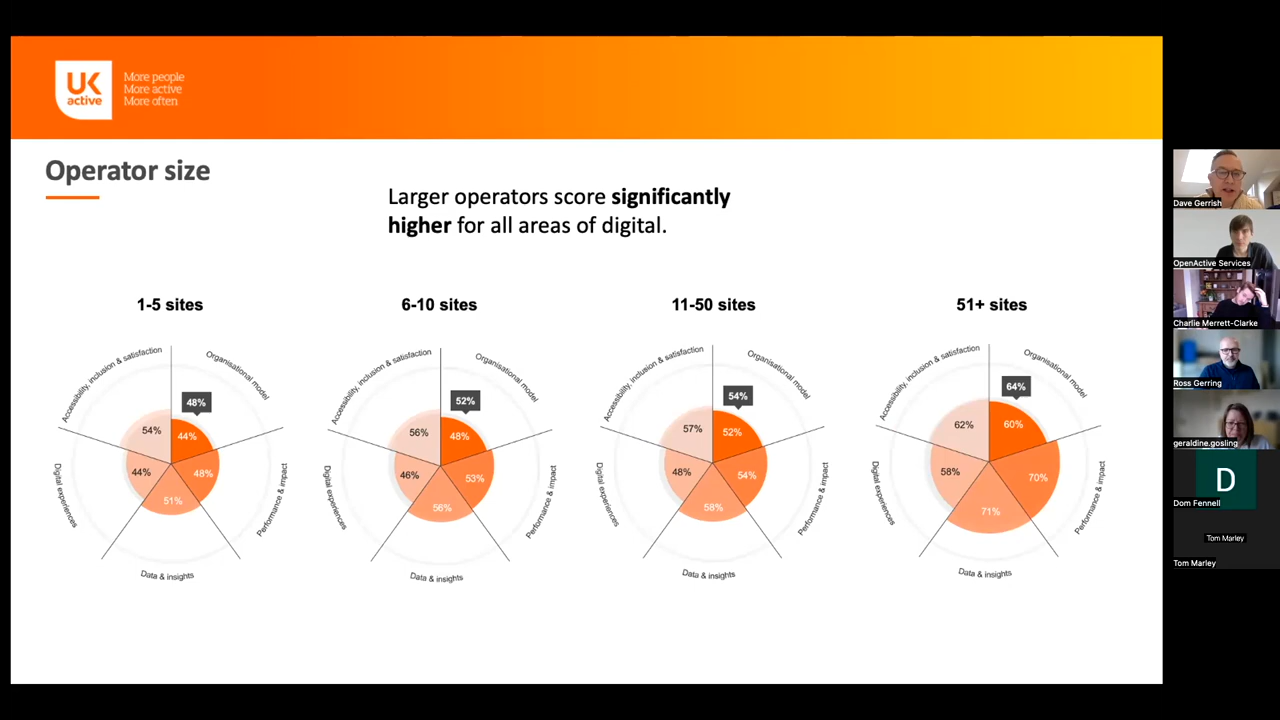 UK
active
More people
More active
More often
Operator size
Larger operators score significantly
higher for all areas of digital.
1-5 sites
Accessibility, inclusion & satisfaction
Organisational model
48%
54%
44%
44%
48%
51%
Digital experiences
Performance & impact
Data & insights
6-10 sites
Accessibility, inclusion & satisfaction
Organisational model
52%
56%
48%
46%
53%
56%
Digital experiences
Performance & impact
Data & insights
11-50 sites
Accessibility, inclusion & satisfaction
Organisational model
54%
57%
52%
48%
54%
58%
Digital experiences
Performance & impact
Data & insights
51+ sites
Accessibility, inclusion & satisfaction
Organisational model
64%
62%
60%
58%
70%
71%
Digital experiences
Performance & impact
Data & insights
Dave Gerrish
OpenActive Services
Charlie Merrett-Clarke
Ross Gerring
geraldine.gosling
D
Dom Fennell
Tom Marley
Tom Marley